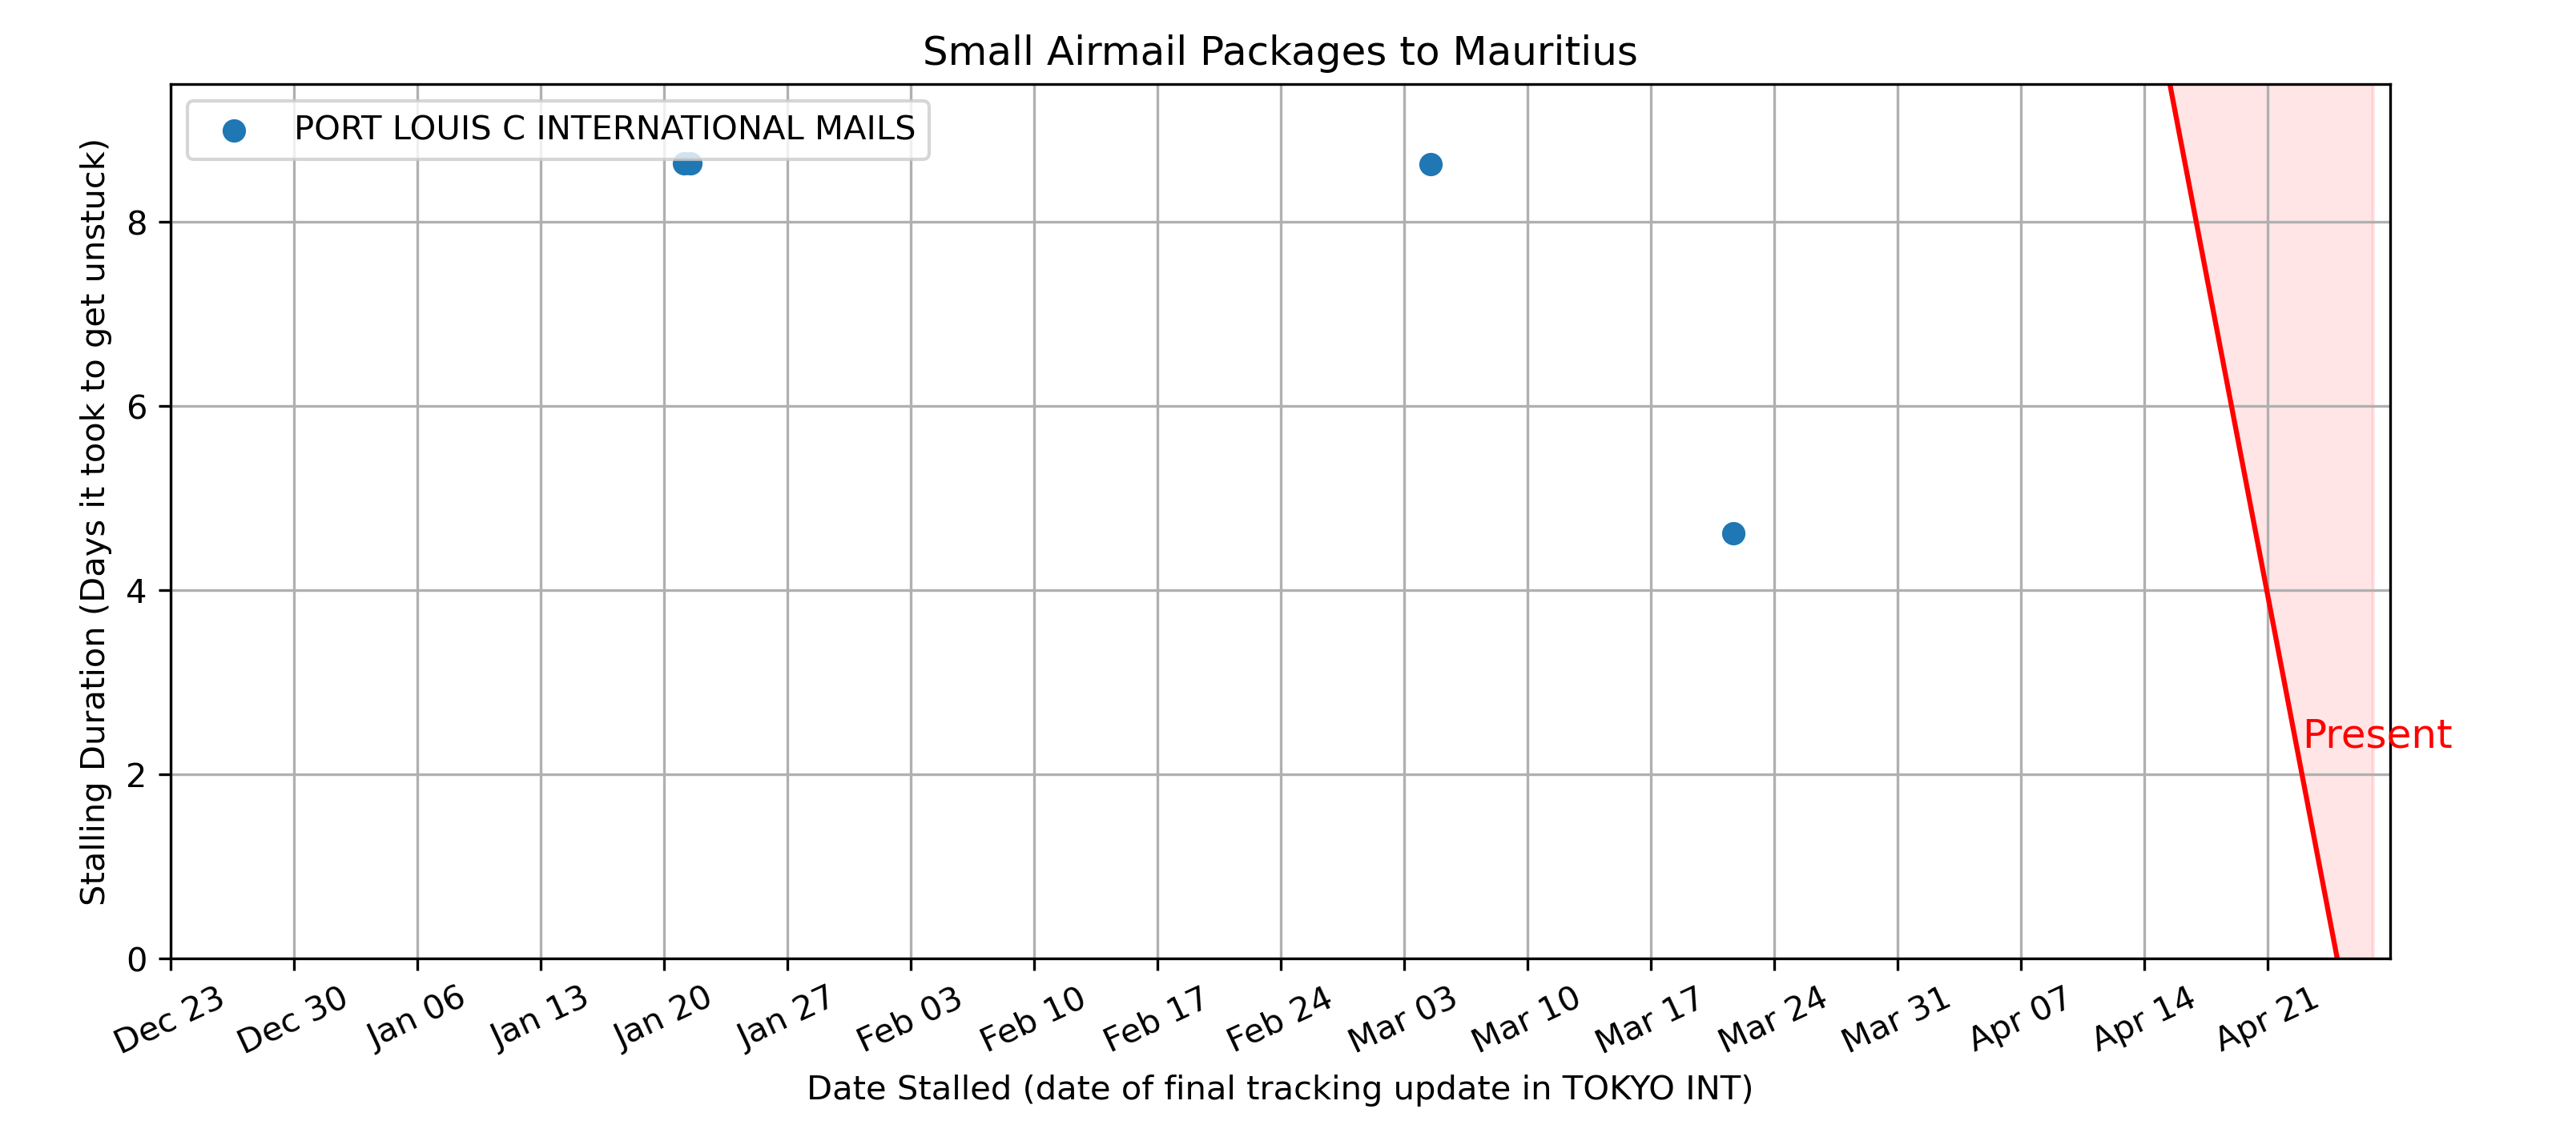 Small Airmail Packages to Mauritius
PORT LOUIS C INTERNATIONAL MAILS
Stalling Duration (Days it took to get unstuck)
8
6
4
2
0
Present
Dec 23
Dec 30
Jan 06
Jan 13
Jan 20
Jan 27
Feb 03
Feb 10
Feb 17
Feb 24
Mar 03
Mar 10
Mar 17
Mar 24
Mar 31
Apr 07
Apr 14
Apr 21
Date Stalled (date of final tracking update in TOKYO INT)